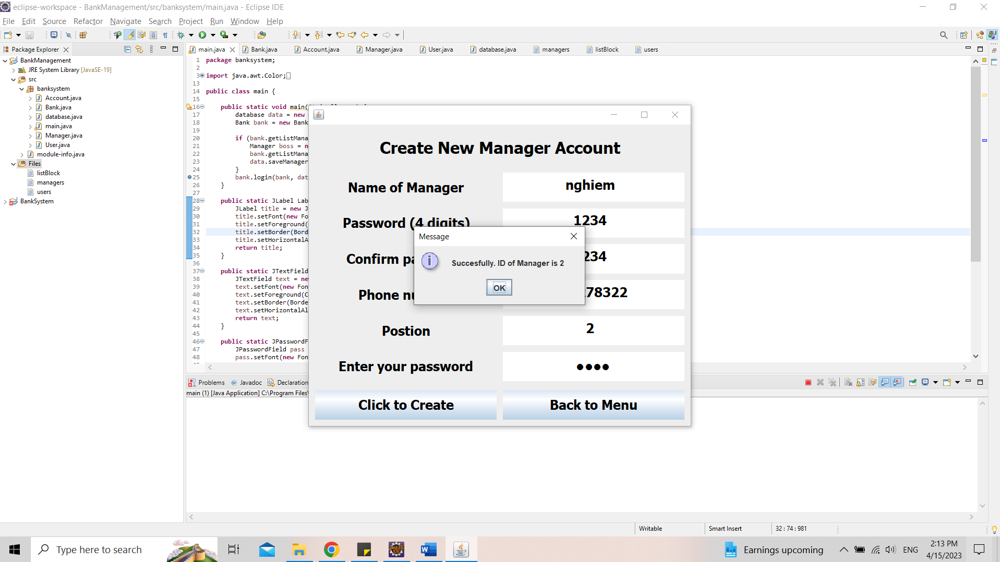 eclipse-workspace - BankManagement/src/banksystem/main.java - Eclipse IDE
File Edit Source Refactor Navigate Search Project Run Window Help
Package Explorer
main.java Bank.java Account.java Manager.java User.java database.java managers listBlock users
BankManagement
JRE System Library [JavaSE-19]
src
banksystem
Account.java
Bank.java
database.java
main.java
Manager.java
User.java
module-info.java
Files
listBlock
managers
users
BankSystem
1 package banksystem;
2
3 import java.awt.Color;
13
14 public class main {
15
16 public static void main(
17 database data = new
18 Bank bank = new Bank
19
20 if (bank.getListMana
21 Manager boss = n
22 bank.getListMana
23 data.saveManager
24 }
25 bank.login(bank, dat
26 }
27
28 public static JLabel Lab
29 JLabel title = new J
30 title.setFont(new Fo
31 title.setForeground(
32 title.setBorder(Bord
33 title.setHorizontalA
34 return title;
35 }
36
37 public static JTextField
38 JTextField text = new
39 text.setFont(new Fon
40 text.setForeground(C
41 text.setBorder(Borde
42 text.setHorizontalAl
43 return text;
44 }
45
46 public static JPasswordF
47 JPasswordField pass
48 pass.setFont(new Fon
Create New Manager Account
Name of Manager nghiem
Password (4 digits) 1234
Confirm pa 234
Phone nu 78322
Postion 2
Enter your password ●●●●
Click to Create Back to Menu
Message
Succesfully. ID of Manager is 2
OK
Problems @ Javadoc Declaration
main (1) [Java Application] C:\Program Files\
Writable Smart Insert 32 : 74 : 981
Type here to search
Earnings upcoming ENG 2:13 PM
4/15/2023